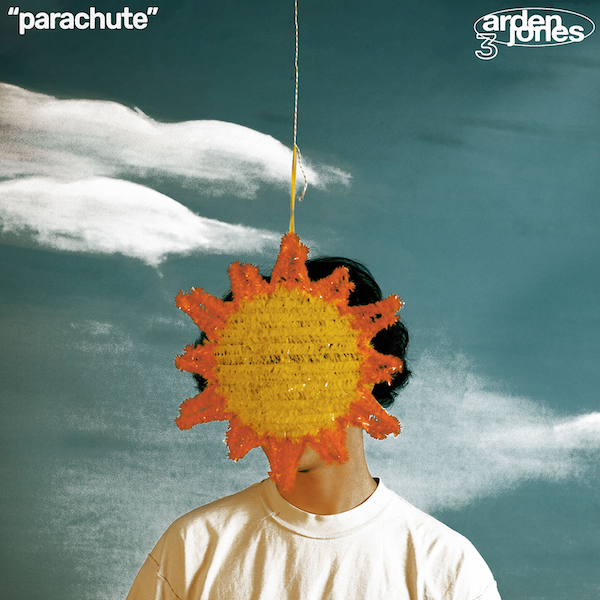 “parachute”
arden
jones
3